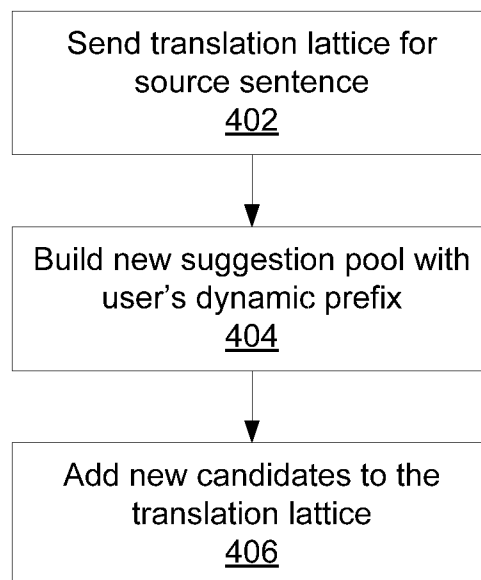 Send translation lattice for
source sentence
402
Build new suggestion pool with
user's dynamic prefix
404
Add new candidates to the
translation lattice
406